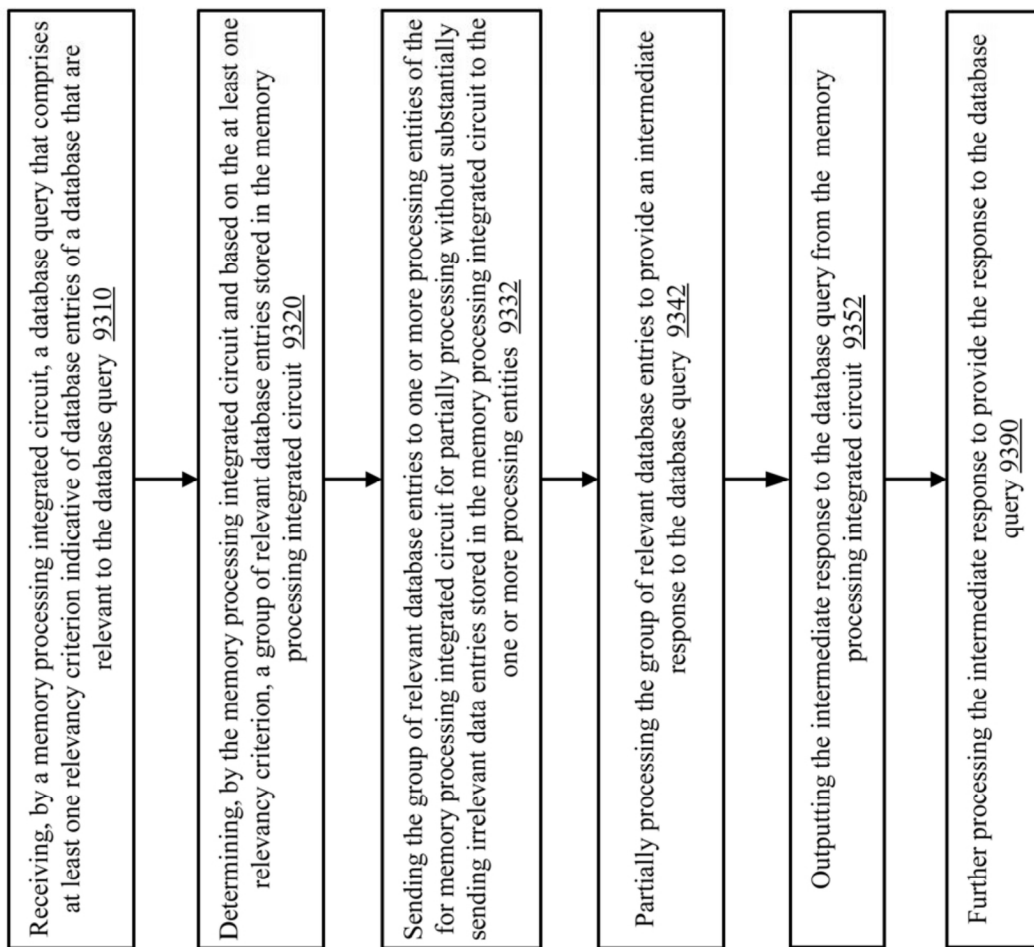 Receiving, by a memory processing integrated circuit, a database query that comprises
at least one relevancy criterion indicative of database entries of a database that are
relevant to the database query 9310
Determining, by the memory processing integrated circuit and based on the at least one
relevancy criterion, a group of relevant database entries stored in the memory
processing integrated circuit 9320
Sending the group of relevant database entries to one or more processing entities of the
for memory processing integrated circuit for partially processing without substantially
sending irrelevant data entries stored in the memory processing integrated circuit to the
one or more processing entities 9332
Partially processing the group of relevant database entries to provide an intermediate
response to the database query 9342
Outputting the intermediate response to the database query from the memory
processing integrated circuit 9352
Further processing the intermediate response to provide the response to the database
query 9390